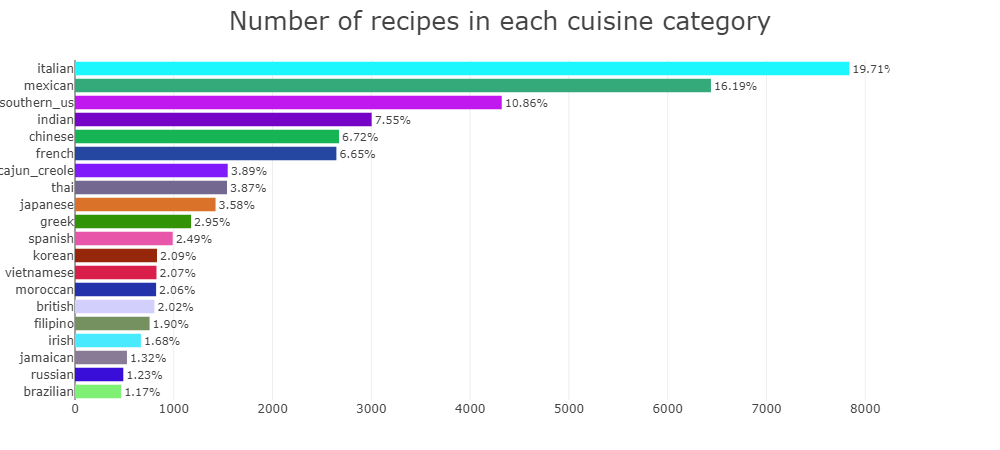 Number of recipes in each cuisine category
italian 19.71%
mexican 16.19%
southern_us 10.86%
indian 7.55%
chinese 6.72%
french 6.65%
cajun_creole 3.89%
thai 3.87%
japanese 3.58%
greek 2.95%
spanish 2.49%
korean 2.09%
vietnamese 2.07%
moroccan 2.06%
british 2.02%
filipino 1.90%
irish 1.68%
jamaican 1.32%
russian 1.23%
brazilian 1.17%
0 1000 2000 3000 4000 5000 6000 7000 8000